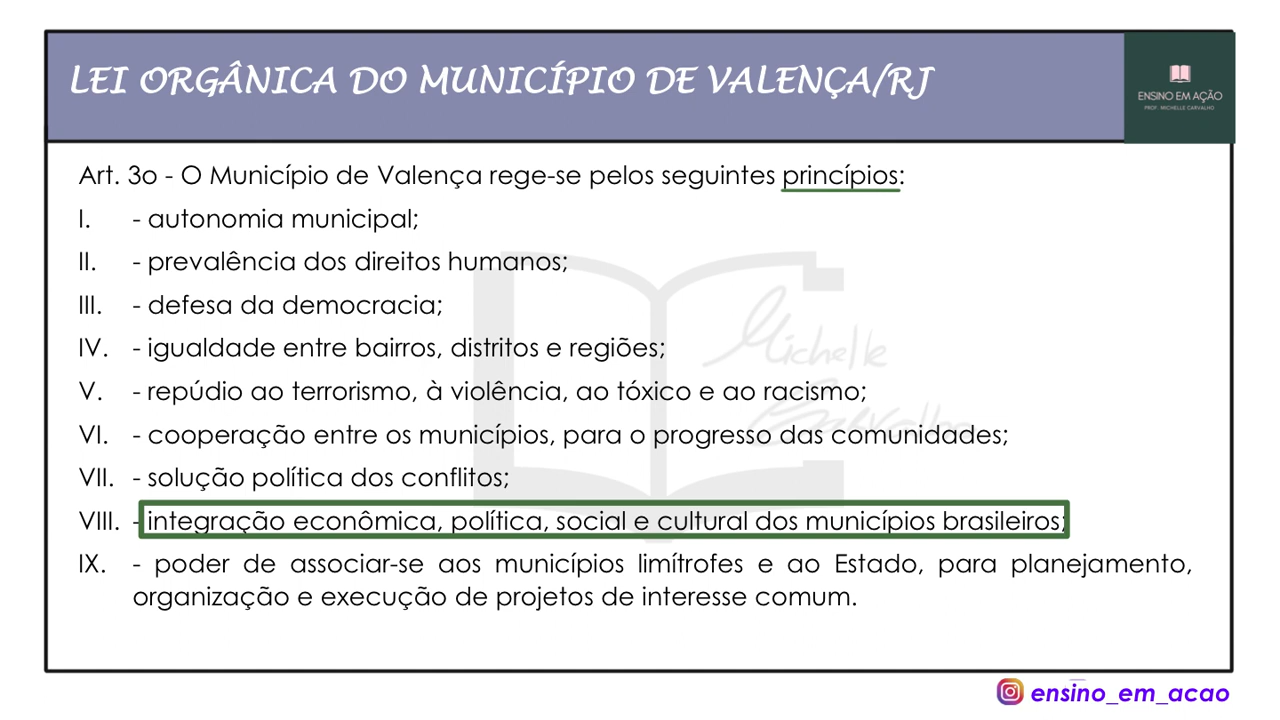 LEI ORGÂNICA DO MUNICÍPIO DE VALENÇA/RJ
ENSINO EM AÇÃO
PROF. MICHELLE CARVALHO
Art. 3o - O Município de Valença rege-se pelos seguintes princípios:
I. - autonomia municipal;
II. - prevalência dos direitos humanos;
III. - defesa da democracia;
IV. - igualdade entre bairros, distritos e regiões;
V. - repúdio ao terrorismo, à violência, ao tóxico e ao racismo;
VI. - cooperação entre os municípios, para o progresso das comunidades;
VII. - solução política dos conflitos;
VIII. - integração econômica, política, social e cultural dos municípios brasileiros;
IX. - poder de associar-se aos municípios limítrofes e ao Estado, para planejamento,
organização e execução de projetos de interesse comum.
Michelle
Carvalho
ensino_em_acao